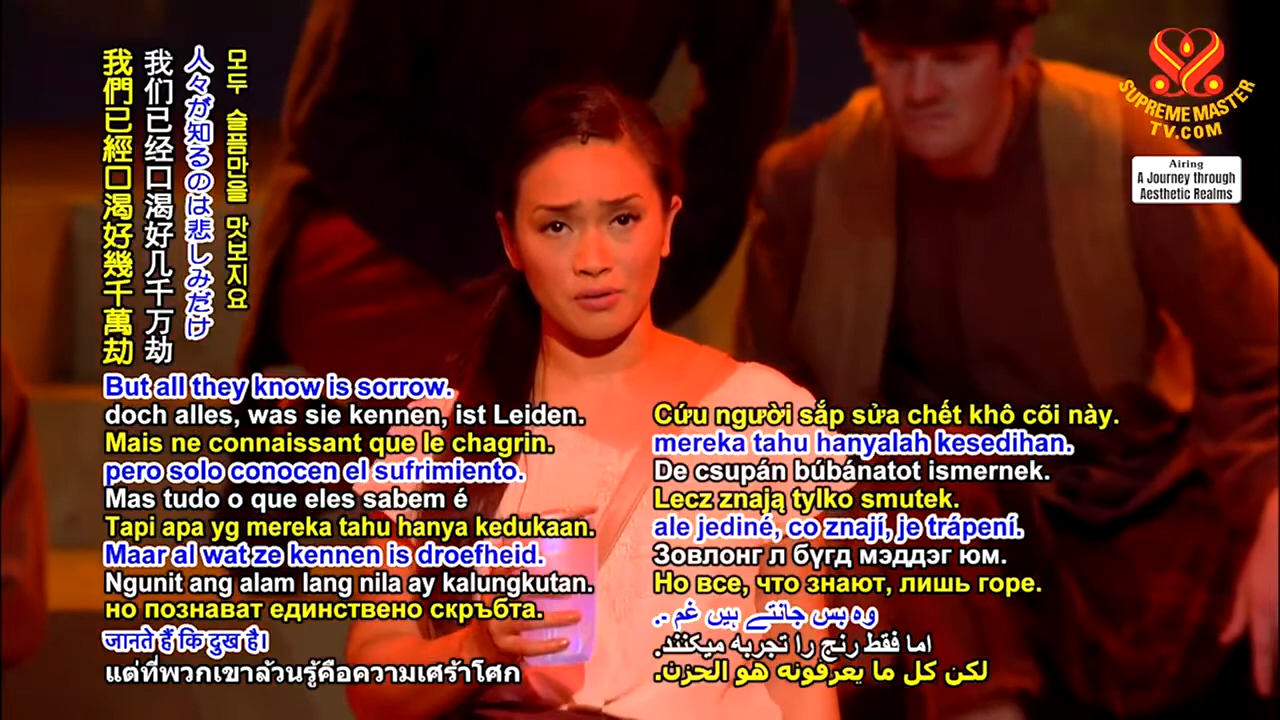 我們已經口渴好幾千萬劫
我们已经口渴好几千万劫
人々が知るのは悲しみだけ
모두 슬픔만을 맛보지요
SUPREME MASTER
TV.COM
Airing
A Journey through
Aesthetic Realms
But all they know is sorrow.
doch alles, was sie kennen, ist Leiden.
Mais ne connaissant que le chagrin.
pero solo conocen el sufrimiento.
Mas tudo o que eles sabem é
Tapi apa yg mereka tahu hanya kedukaan.
Maar al wat ze kennen is droefheid.
Ngunit ang alam lang nila ay kalungkutan.
но познават единствено скръбта.
जानते हैं कि दुख है।
แต่ที่พวกเขาล้วนรู้คือความเศร้าโศก
Cứu người sắp sửa chết khô cõi này.
mereka tahu hanyalah kesedihan.
De csupán búbánatot ismernek.
Lecz znają tylko smutek.
ale jediné, co znají, je trápení.
Зовлонг л бүгд мэддэг юм.
Но все, что знают, лишь горе.
وہ بس جانتے ہیں غم -.
اما فقط رنج را تجربه میکنند.
لكن كل ما يعرفونه هو الحزن.